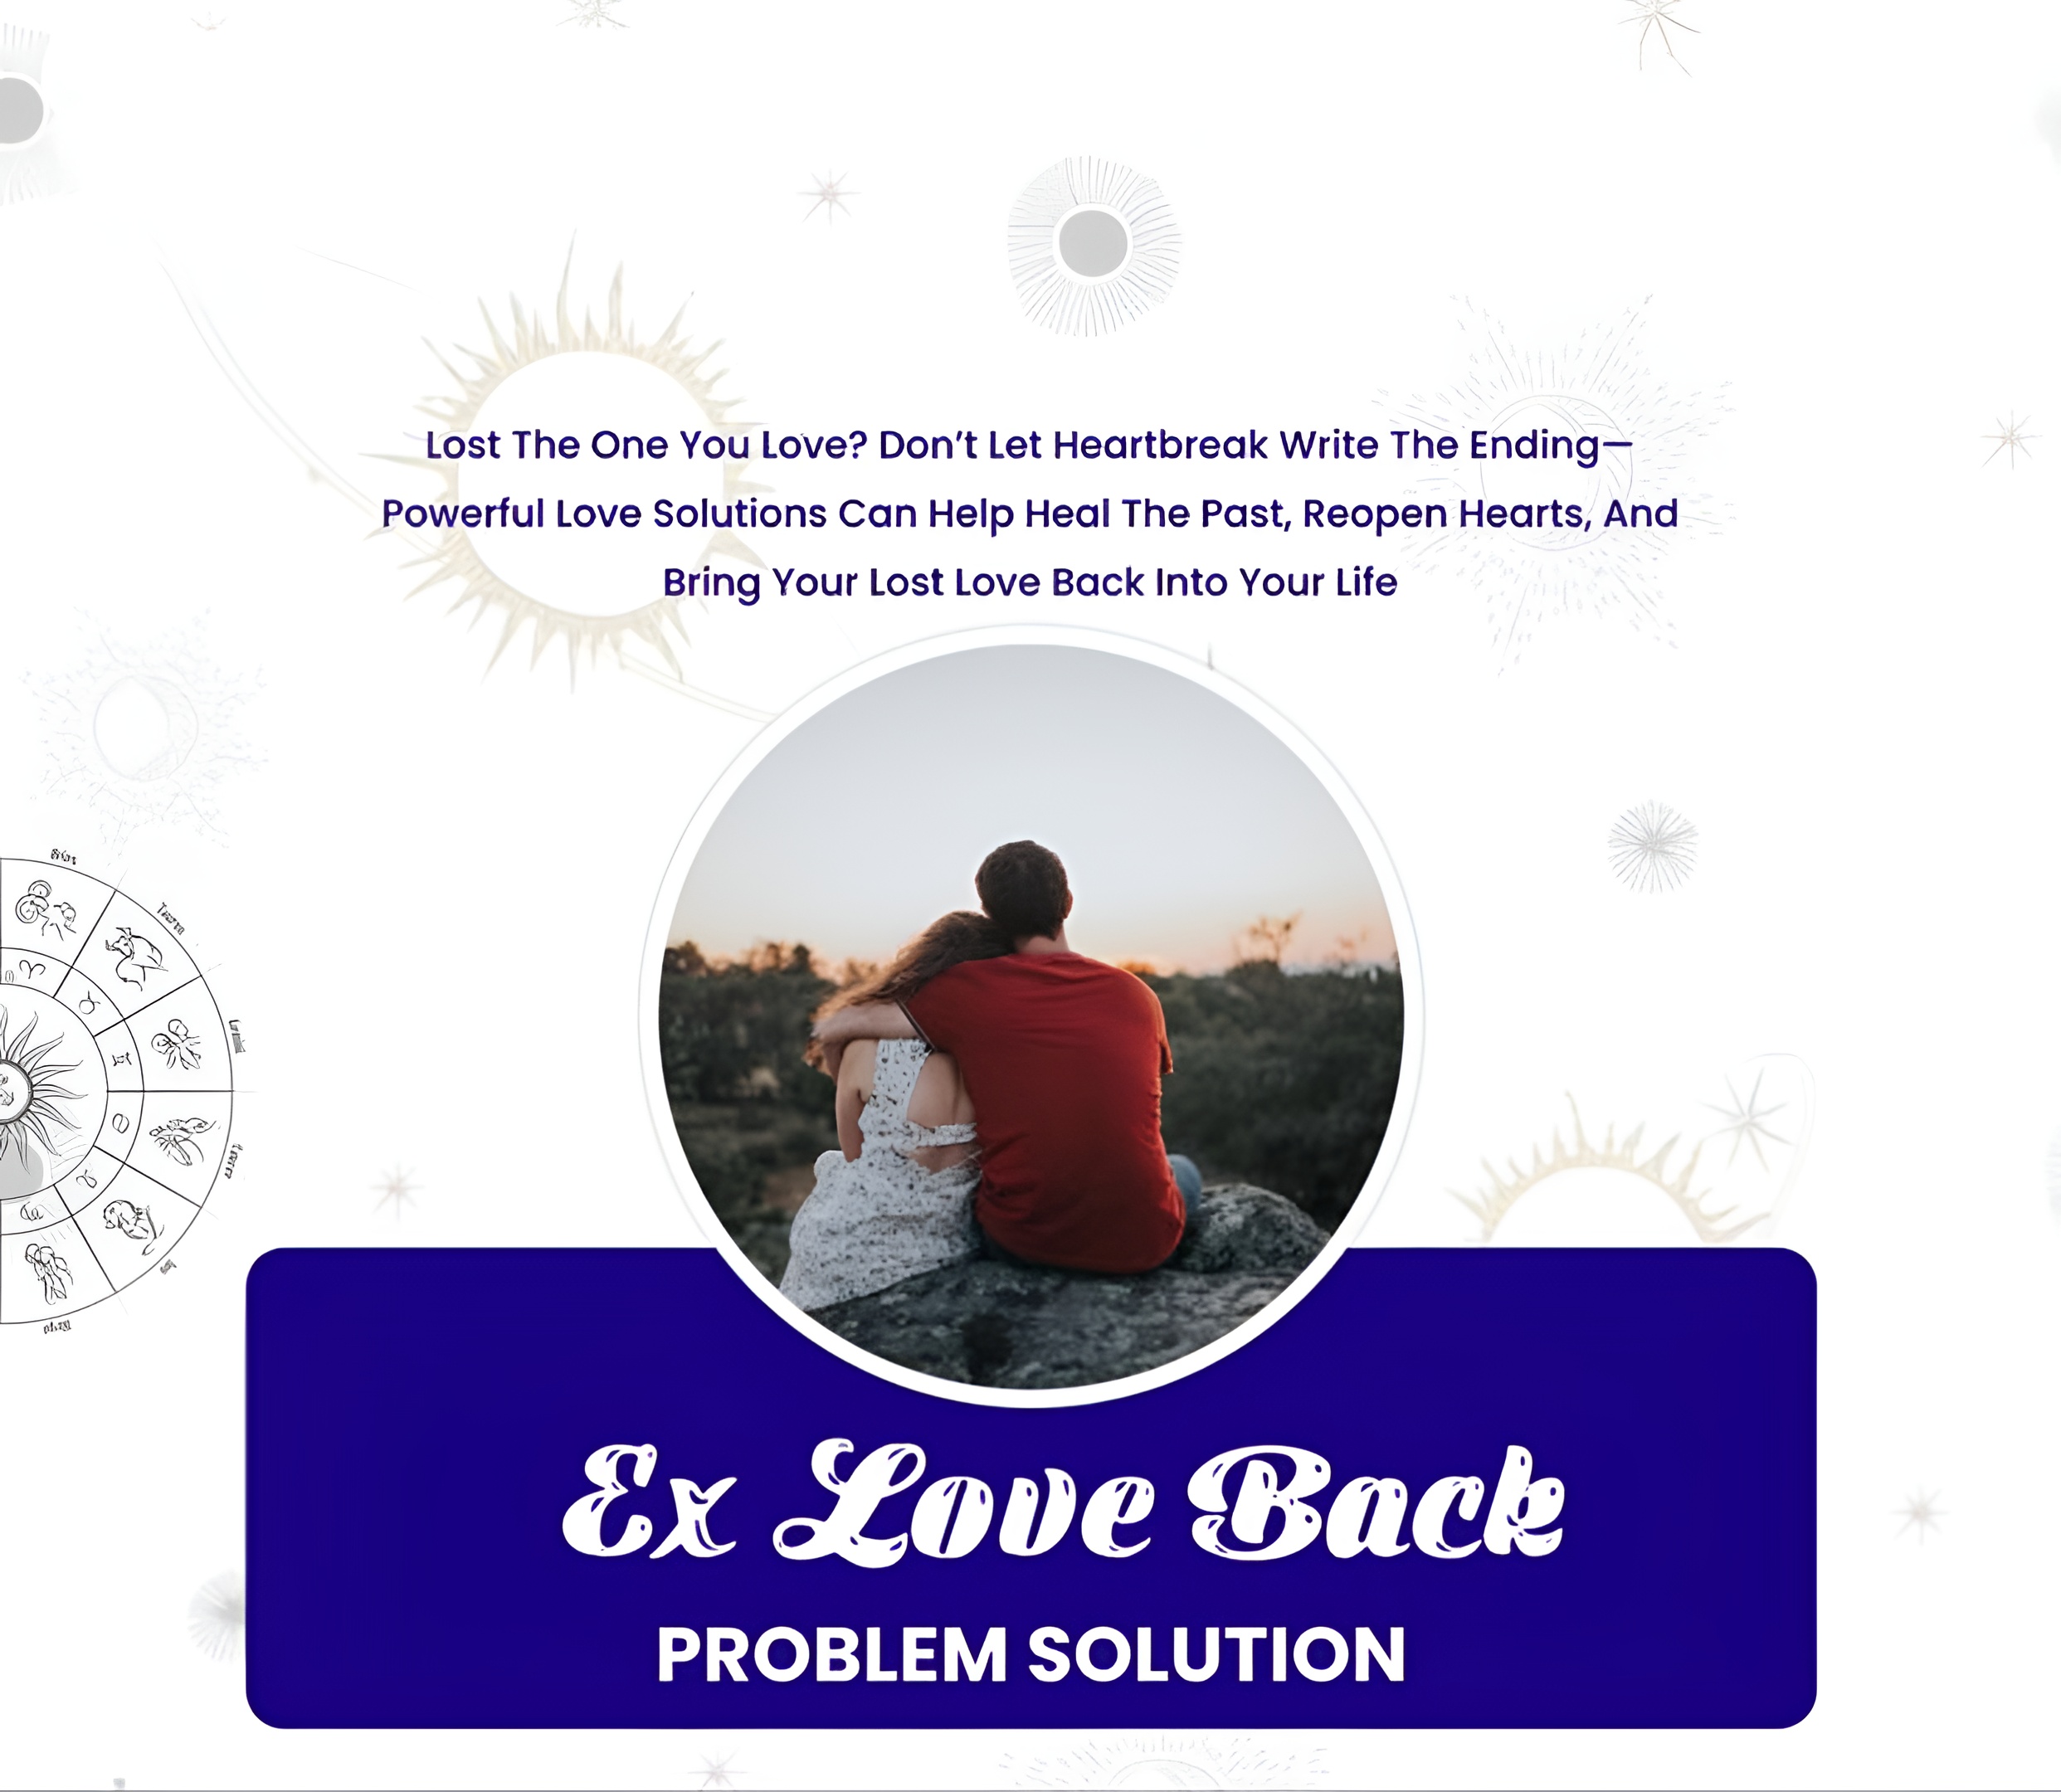 Lost The One You Love? Don't Let Heartbreak Write The Ending—
Powerful Love Solutions Can Help Heal The Past, Reopen Hearts, And
Bring Your Lost Love Back Into Your Life
Ex Love Back
PROBLEM SOLUTION